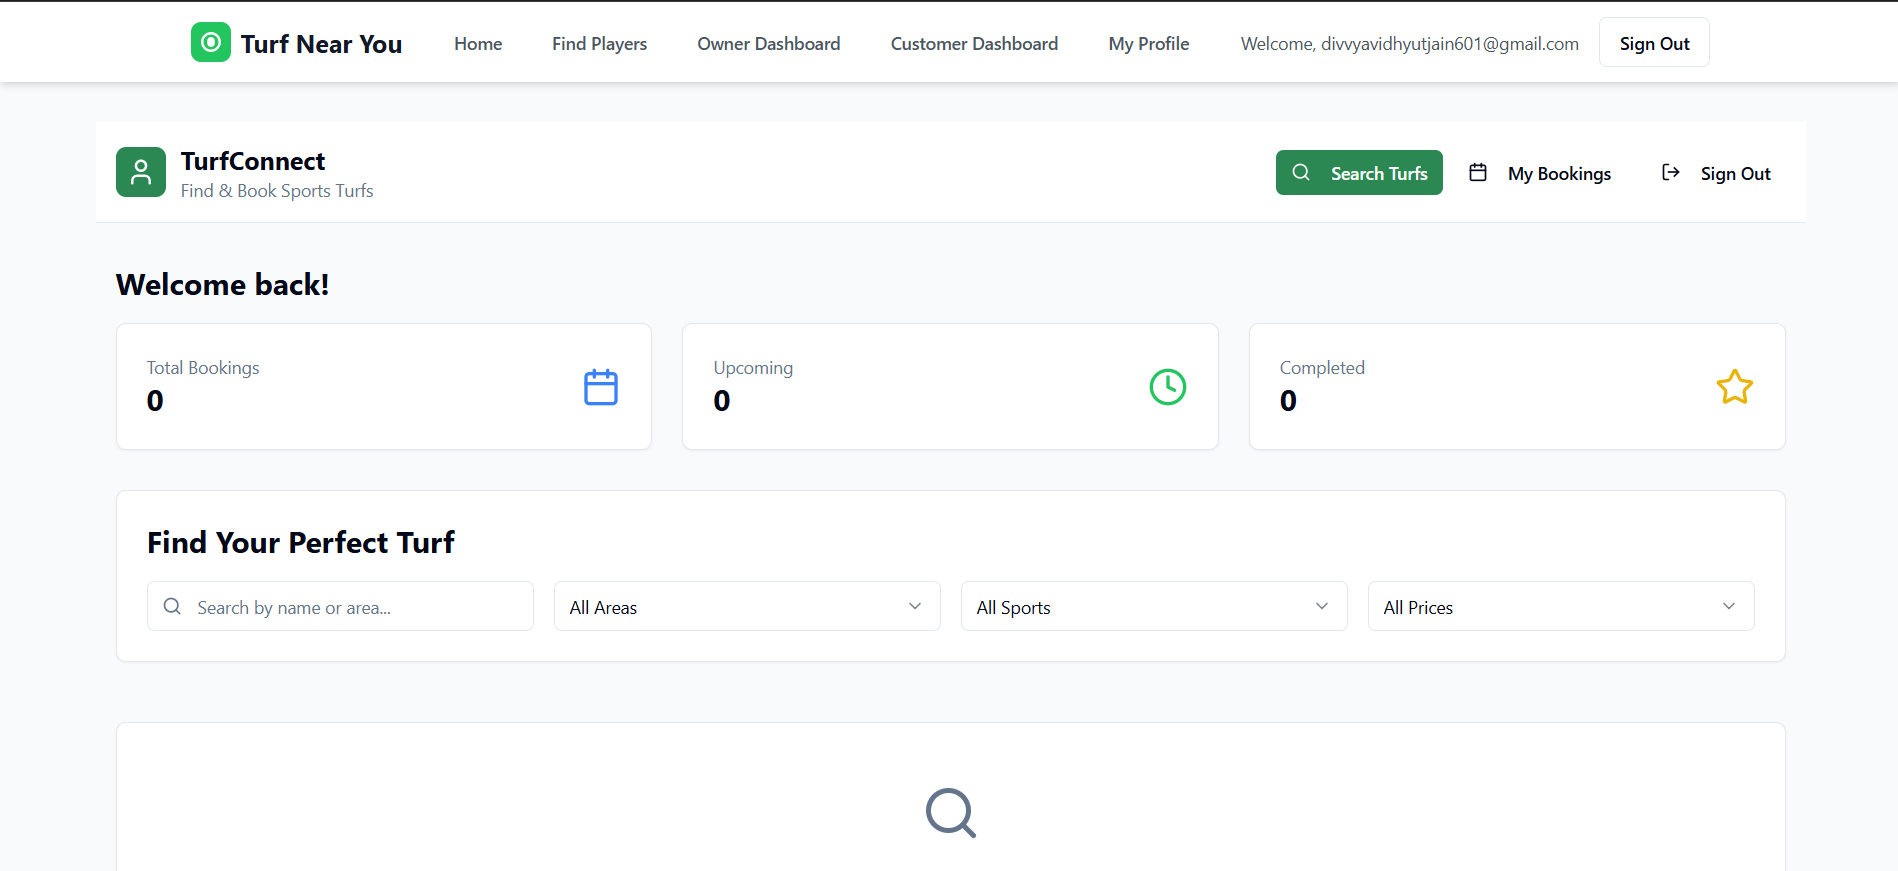 Turf Near You
Home
Find Players
Owner Dashboard
Customer Dashboard
My Profile
Welcome, divvyavidhyutjain601@gmail.com
Sign Out
TurfConnect
Find & Book Sports Turfs
Search Turfs
My Bookings
Sign Out
Welcome back!
Total Bookings
0
Upcoming
0
Completed
0
Find Your Perfect Turf
Search by name or area...
All Areas
All Sports
All Prices